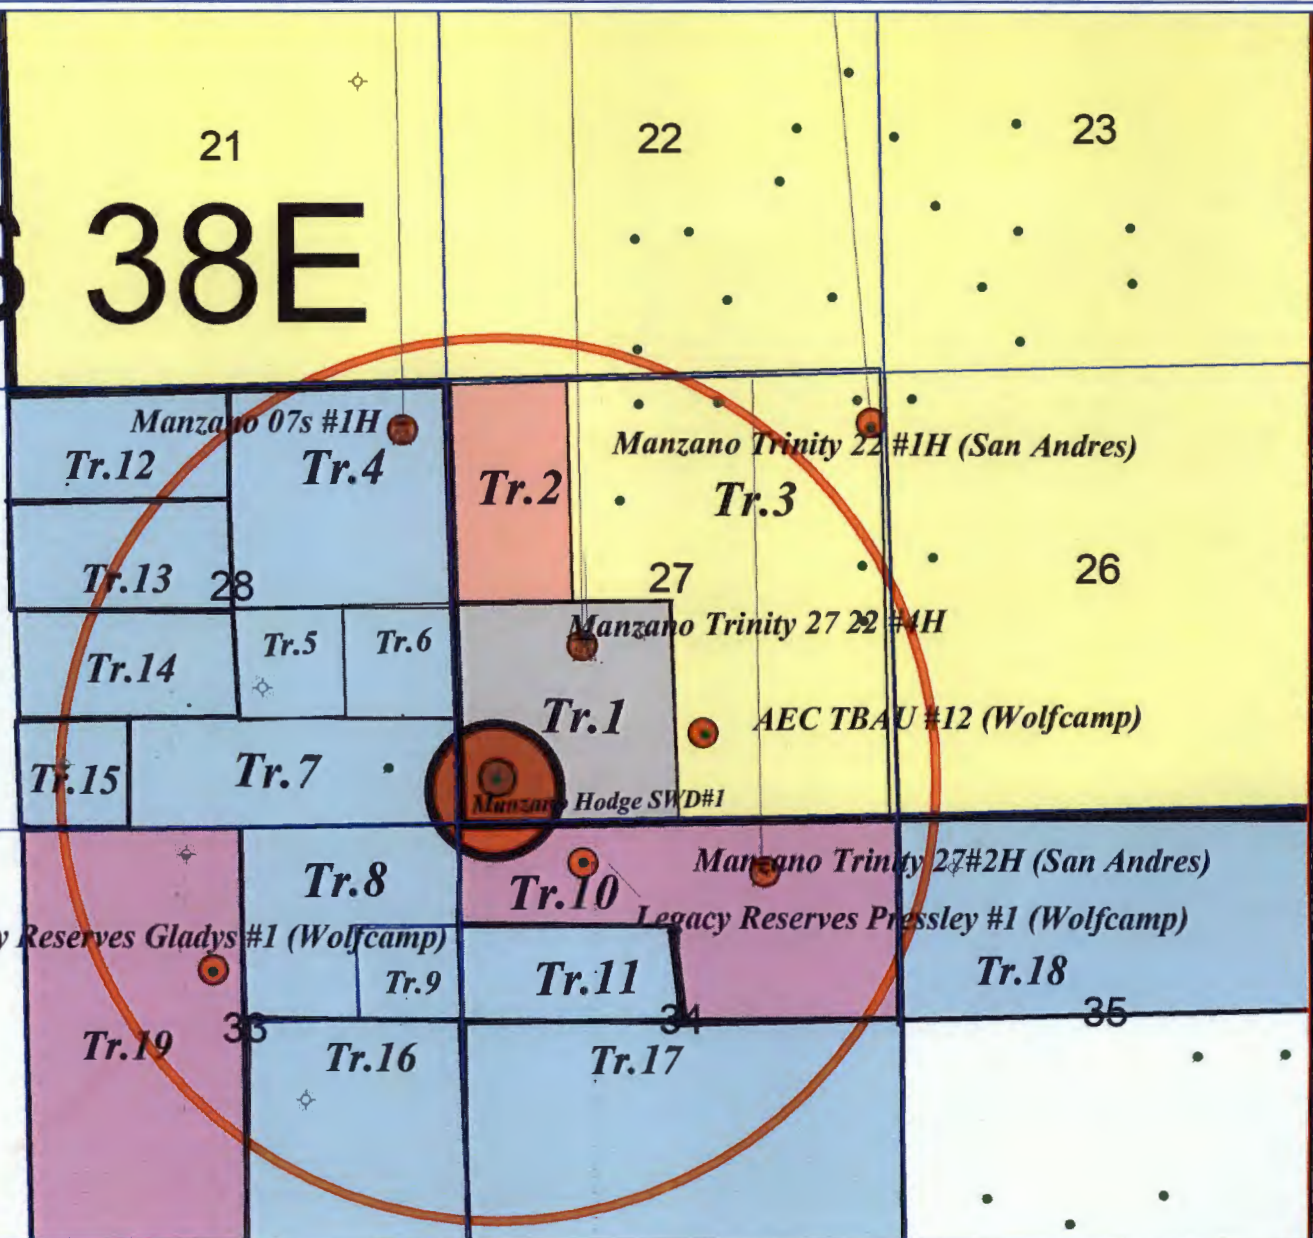 21
22
23
38E
Manzano 07s #1H
Manzano Trinity 22 #1H (San Andres)
Tr.12
Tr.4
Tr.2
Tr.3
Tr.13
28
27
26
Manzano Trinity 27 22 #4H
Tr.5
Tr.6
Tr.14
Tr.1
AEC TBAU #12 (Wolfcamp)
Tr.15
Tr.7
Manzano Hodge SWD#1
Manzano Trinity 27#2H (San Andres)
Tr.8
Tr.10
Legacy Reserves Pressley #1 (Wolfcamp)
y Reserves Gladys #1 (Wolfcamp)
Tr.9
Tr.11
Tr.18
33
34
35
Tr.19
Tr.16
Tr.17